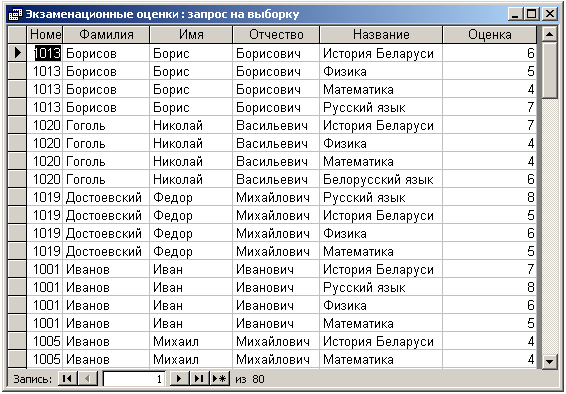 Экзаменационные оценки : запрос на выборку
Номе Фамилия Имя Отчество Название Оценка
1013 Борисов Борис Борисович История Беларуси 6
1013 Борисов Борис Борисович Физика 5
1013 Борисов Борис Борисович Математика 4
1013 Борисов Борис Борисович Русский язык 7
1020 Гоголь Николай Васильевич История Беларуси 7
1020 Гоголь Николай Васильевич Физика 4
1020 Гоголь Николай Васильевич Математика 4
1020 Гоголь Николай Васильевич Белорусский язык 6
1019 Достоевский Федор Михайлович Русский язык 8
1019 Достоевский Федор Михайлович История Беларуси 5
1019 Достоевский Федор Михайлович Физика 6
1019 Достоевский Федор Михайлович Математика 5
1001 Иванов Иван Иванович История Беларуси 7
1001 Иванов Иван Иванович Русский язык 8
1001 Иванов Иван Иванович Физика 6
1001 Иванов Иван Иванович Математика 5
1005 Иванов Михаил Михайлович История Беларуси 4
1005 Иванов Михаил Михайлович Математика 4
Запись: 1 из 80